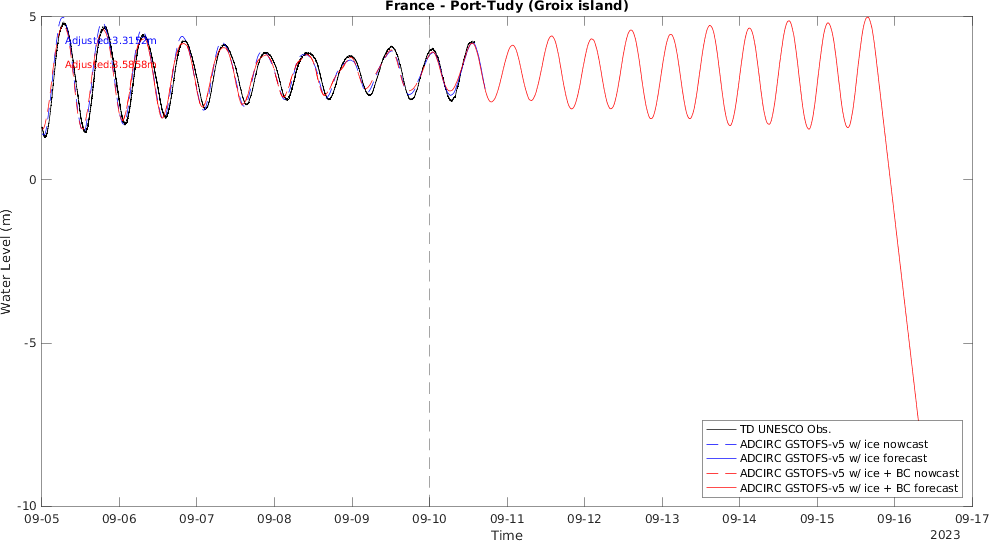 France - Port-Tudy (Groix island)
5
Adjusted:3.3152m
Adjusted:3.5858m
0
-5
-10
Water Level (m)
TD UNESCO Obs.
ADCIRC GSTOFS-v5 w/ ice nowcast
ADCIRC GSTOFS-v5 w/ ice forecast
ADCIRC GSTOFS-v5 w/ ice + BC nowcast
ADCIRC GSTOFS-v5 w/ ice + BC forecast
09-05 09-06 09-07 09-08 09-09 09-10 09-11 09-12 09-13 09-14 09-15 09-16 09-17
Time 2023